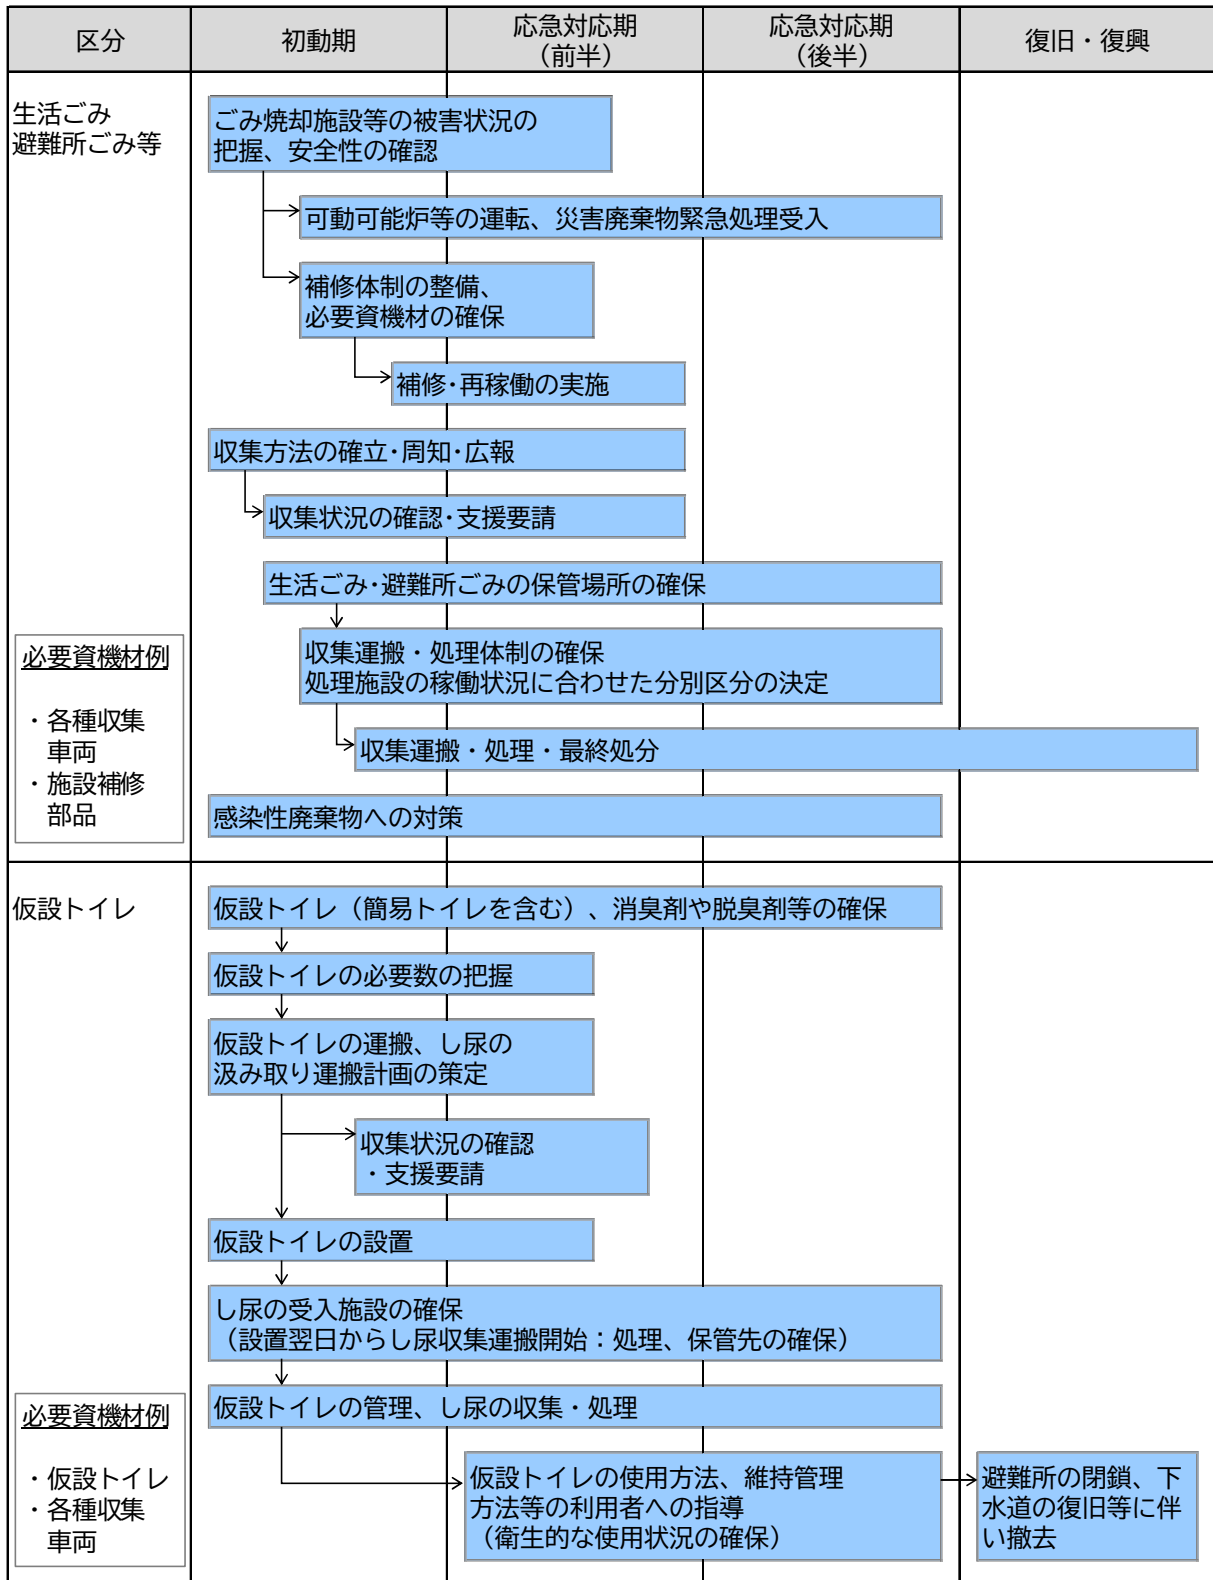 区分
初動期
応急対応期
（前半）
応急対応期
（後半）
復旧・復興
生活ごみ
避難所ごみ等
ごみ焼却施設等の被害状況の
把握、安全性の確認
可動可能炉等の運転、災害廃棄物緊急処理受入
補修体制の整備、
必要資機材の確保
補修・再稼働の実施
収集方法の確立・周知・広報
収集状況の確認・支援要請
生活ごみ・避難所ごみの保管場所の確保
収集運搬・処理体制の確保
処理施設の稼働状況に合わせた分別区分の決定
収集運搬・処理・最終処分
感染性廃棄物への対策
必要資機材例
・各種収集
車両
・施設補修
部品
仮設トイレ
仮設トイレ（簡易トイレを含む）、消臭剤や脱臭剤等の確保
仮設トイレの必要数の把握
仮設トイレの運搬、し尿の
汲み取り運搬計画の策定
収集状況の確認
・支援要請
仮設トイレの設置
し尿の受入施設の確保
（設置翌日からし尿収集運搬開始：処理、保管先の確保）
仮設トイレの管理、し尿の収集・処理
仮設トイレの使用方法、維持管理
方法等の利用者への指導
（衛生的な使用状況の確保）
避難所の閉鎖、下
水道の復旧等に伴
い撤去
必要資機材例
・仮設トイレ
・各種収集
車両